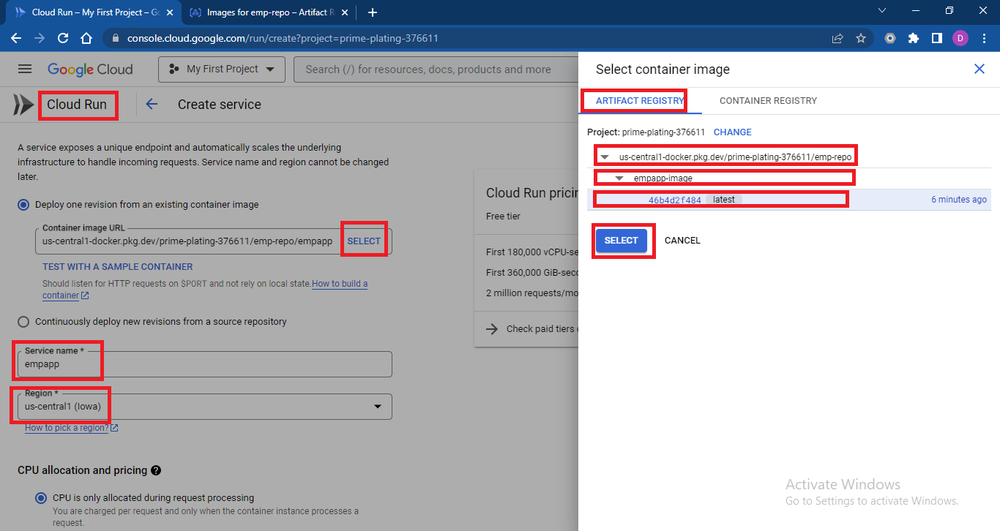 Cloud Run – My First Project – Go
Images for emp-repo – Artifact R
console.cloud.google.com/run/create?project=prime-plating-376611
D
Google Cloud
My First Project
Search (/) for resources, docs, products and more
Cloud Run
Create service
A service exposes a unique endpoint and automatically scales the underlying
infrastructure to handle incoming requests. Service name and region cannot be changed
later.
Deploy one revision from an existing container image
Container image URL
us-central1-docker.pkg.dev/prime-plating-376611/emp-repo/empapp
SELECT
TEST WITH A SAMPLE CONTAINER
Should listen for HTTP requests on $PORT and not rely on local state. How to build a
container
Continuously deploy new revisions from a source repository
Service name *
empapp
Region *
us-central1 (Iowa)
How to pick a region?
CPU allocation and pricing
CPU is only allocated during request processing
You are charged per request and only when the container instance processes a
request.
Cloud Run pricin
Free tier
First 180,000 vCPU-se
First 360,000 GiB-seco
2 million requests/mo
Check paid tiers
Select container image
ARTIFACT REGISTRY
CONTAINER REGISTRY
Project: prime-plating-376611 CHANGE
us-central1-docker.pkg.dev/prime-plating-376611/emp-repo
empapp-image
46b4d2f484 latest 6 minutes ago
SELECT
CANCEL
Activate Windows
Go to Settings to activate Windows.